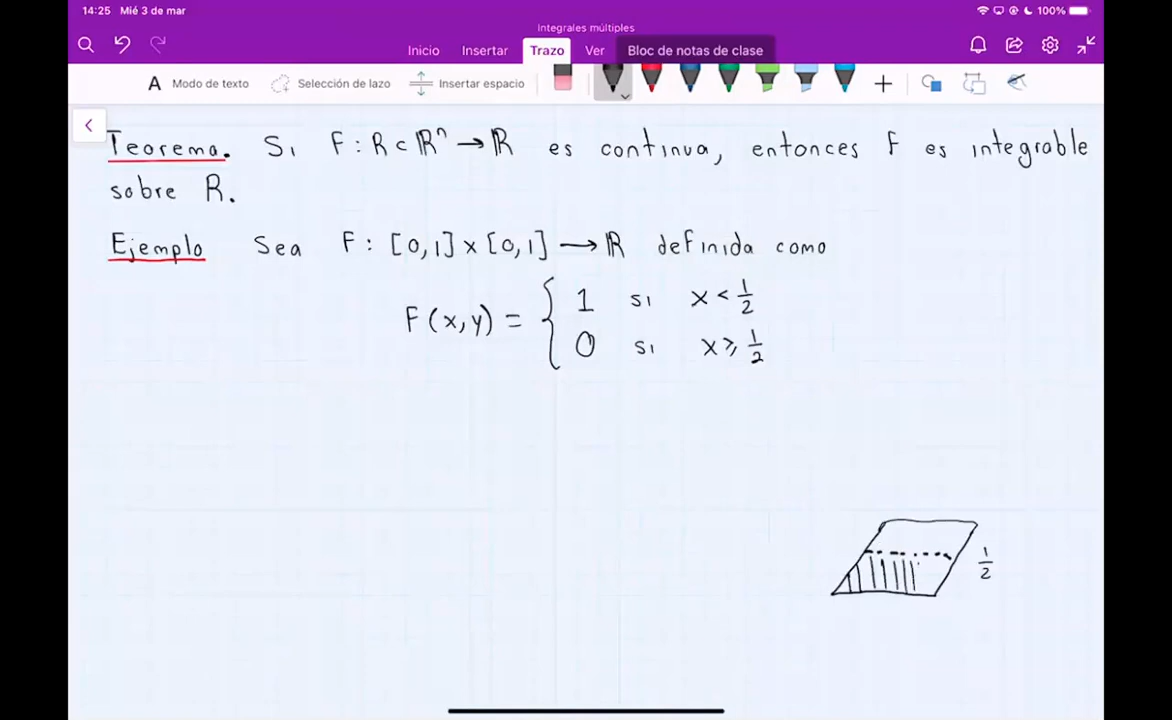 14:25 Mié 3 de mar 100%
Integrales múltiples
Inicio Insertar Trazo Ver Bloc de notas de clase
A Modo de texto Selección de lazo Insertar espacio
Teorema. Si F : R ⊂ ℝⁿ → ℝ es continua, entonces F es integrable
sobre R.
Ejemplo Sea F : [0,1] x [0,1] → ℝ definida como
F(x,y) = { 1 si x < 1/2
0 si x ≥ 1/2
1/2